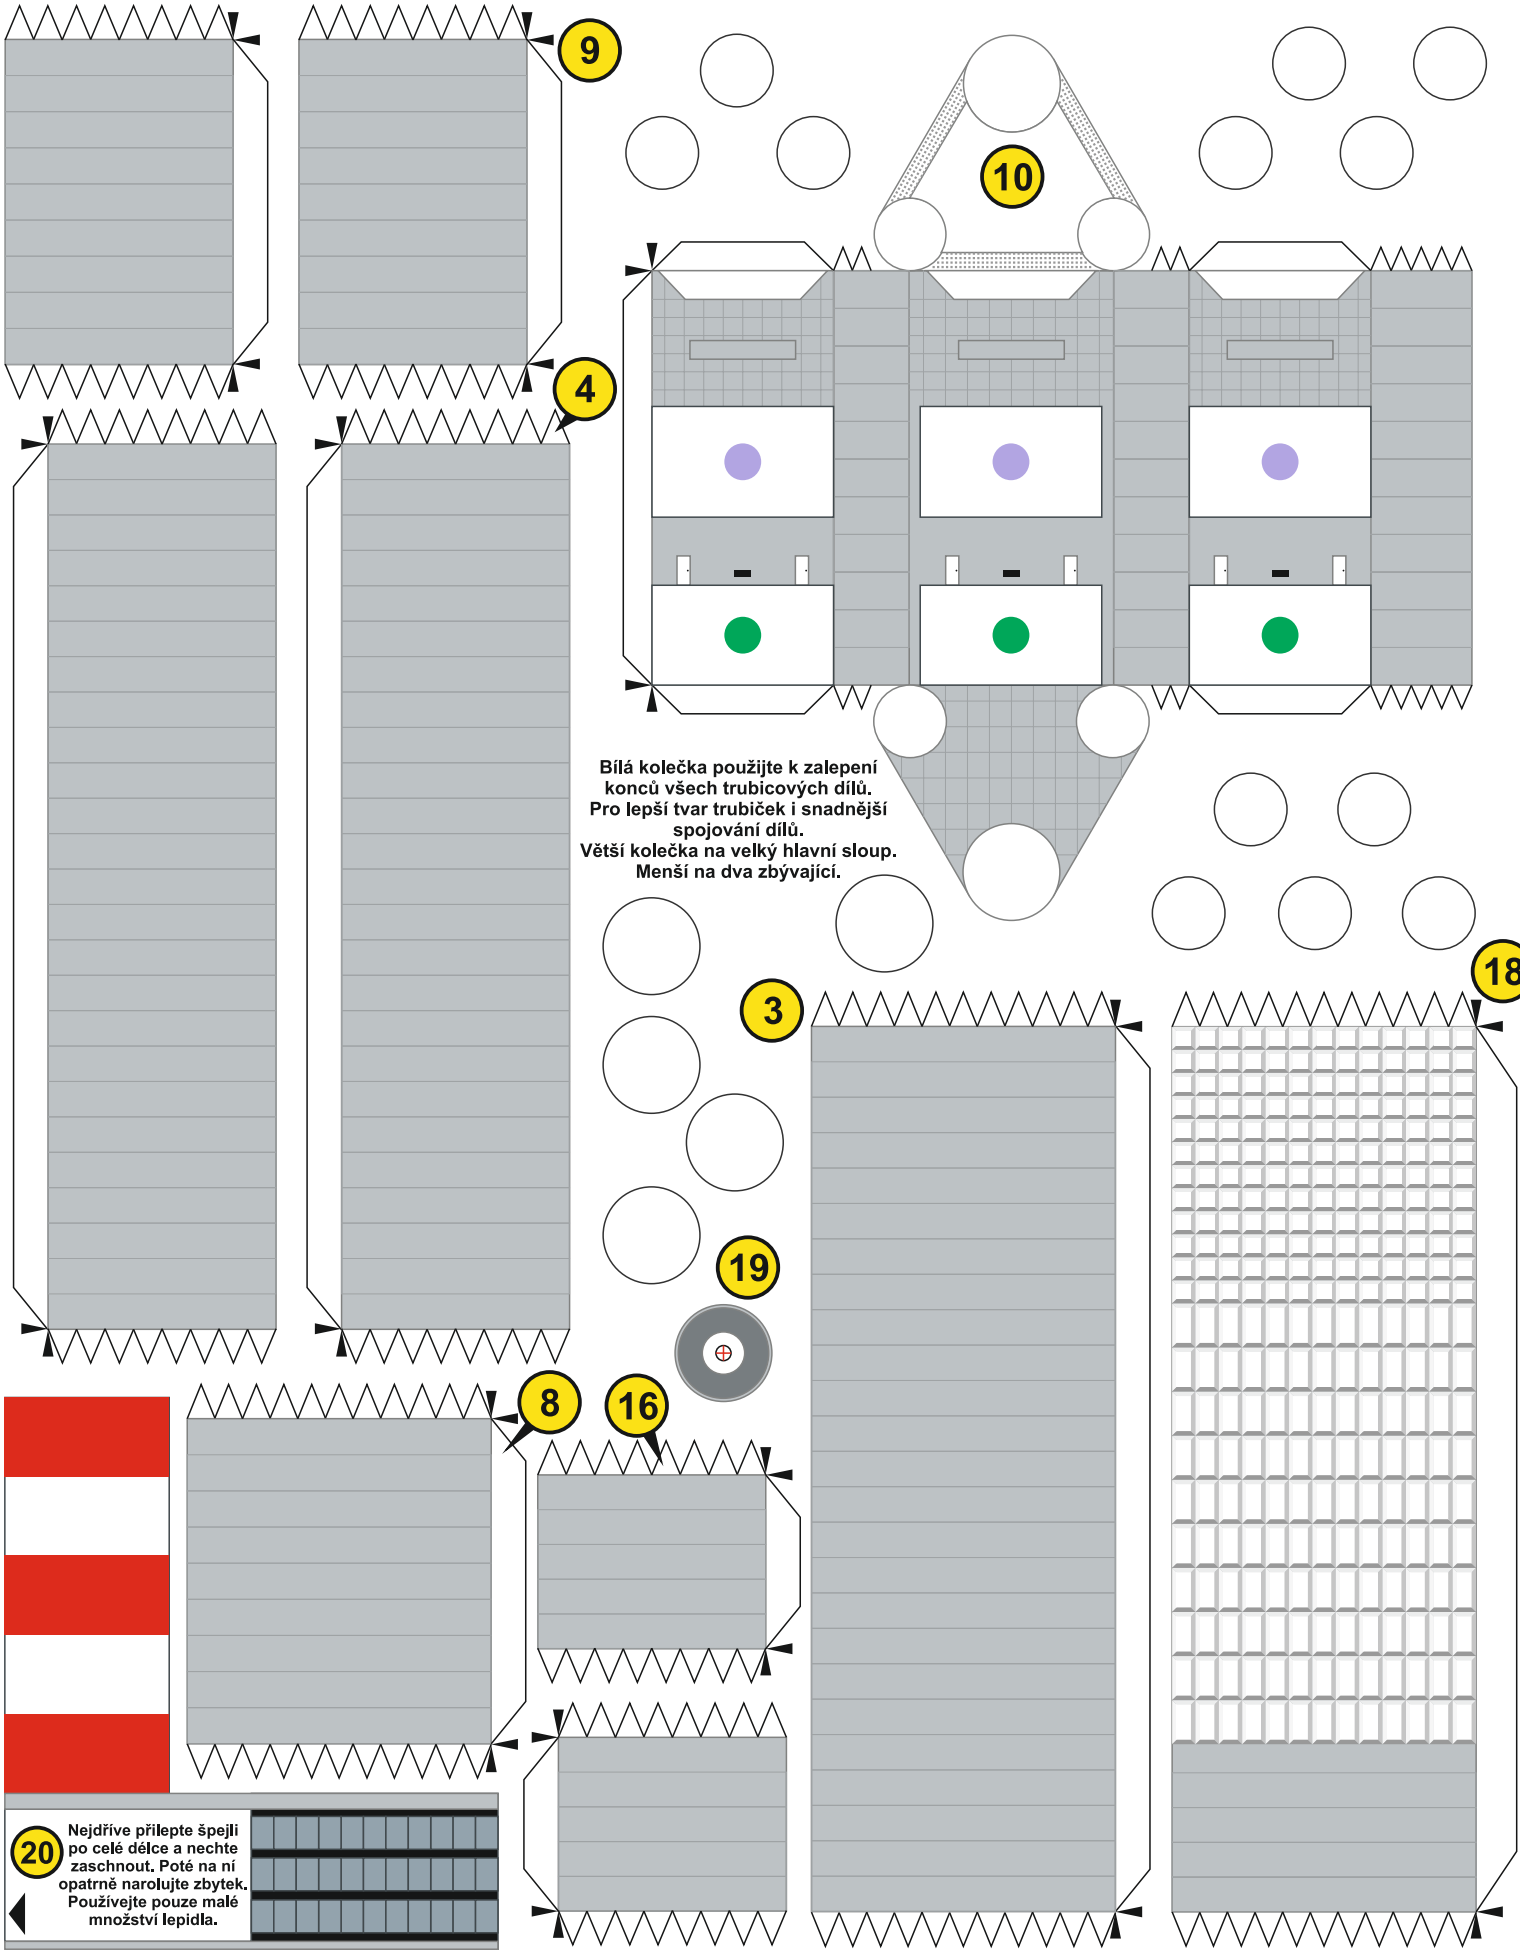 9
10
4
Bílá kolečka použijte k zalepení
konců všech trubicových dílů.
Pro lepší tvar trubiček i snadnější
spojování dílů.
Větší kolečka na velký hlavní sloup.
Menší na dva zbývající.
18
3
19
8
16
20
Nejdříve přilepte špejli
po celé délce a nechte
zaschnout. Poté na ní
opatrně narolujte zbytek.
Používejte pouze malé
množství lepidla.